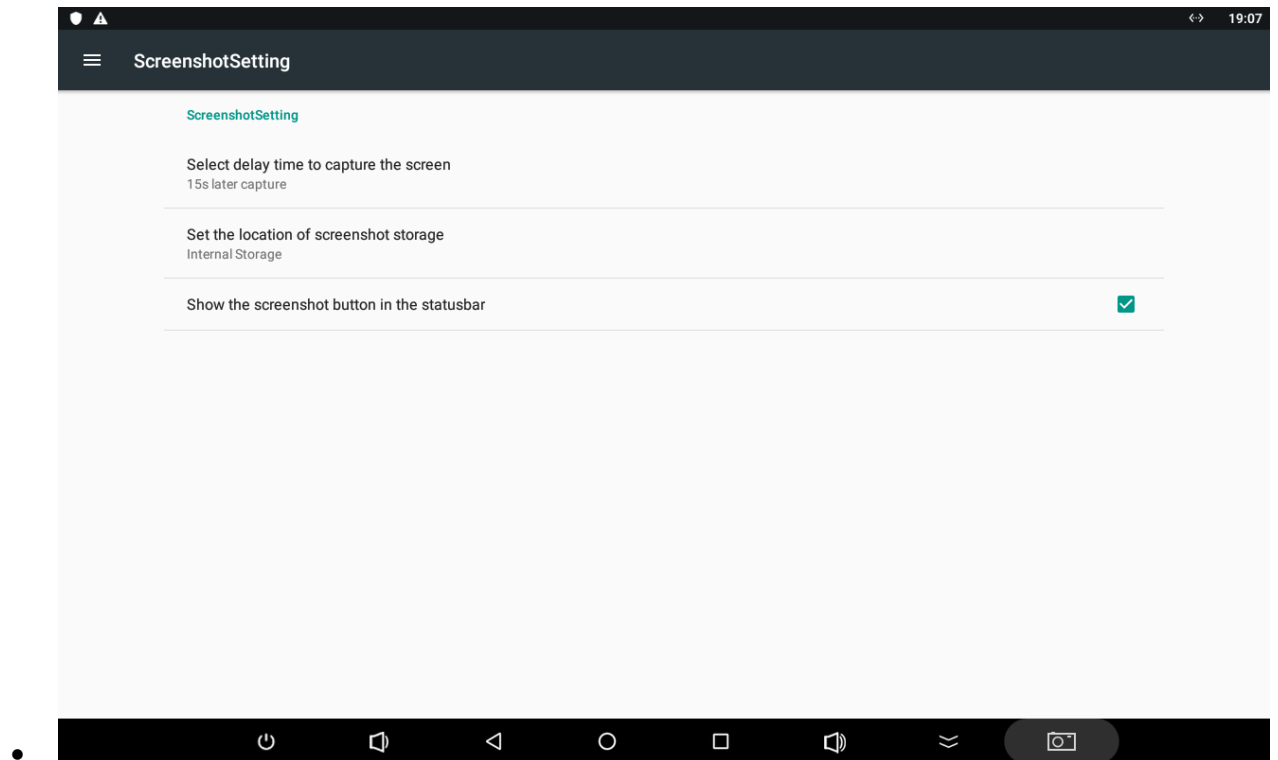 19:07
ScreenshotSetting
ScreenshotSetting
Select delay time to capture the screen
15s later capture
Set the location of screenshot storage
Internal Storage
Show the screenshot button in the statusbar